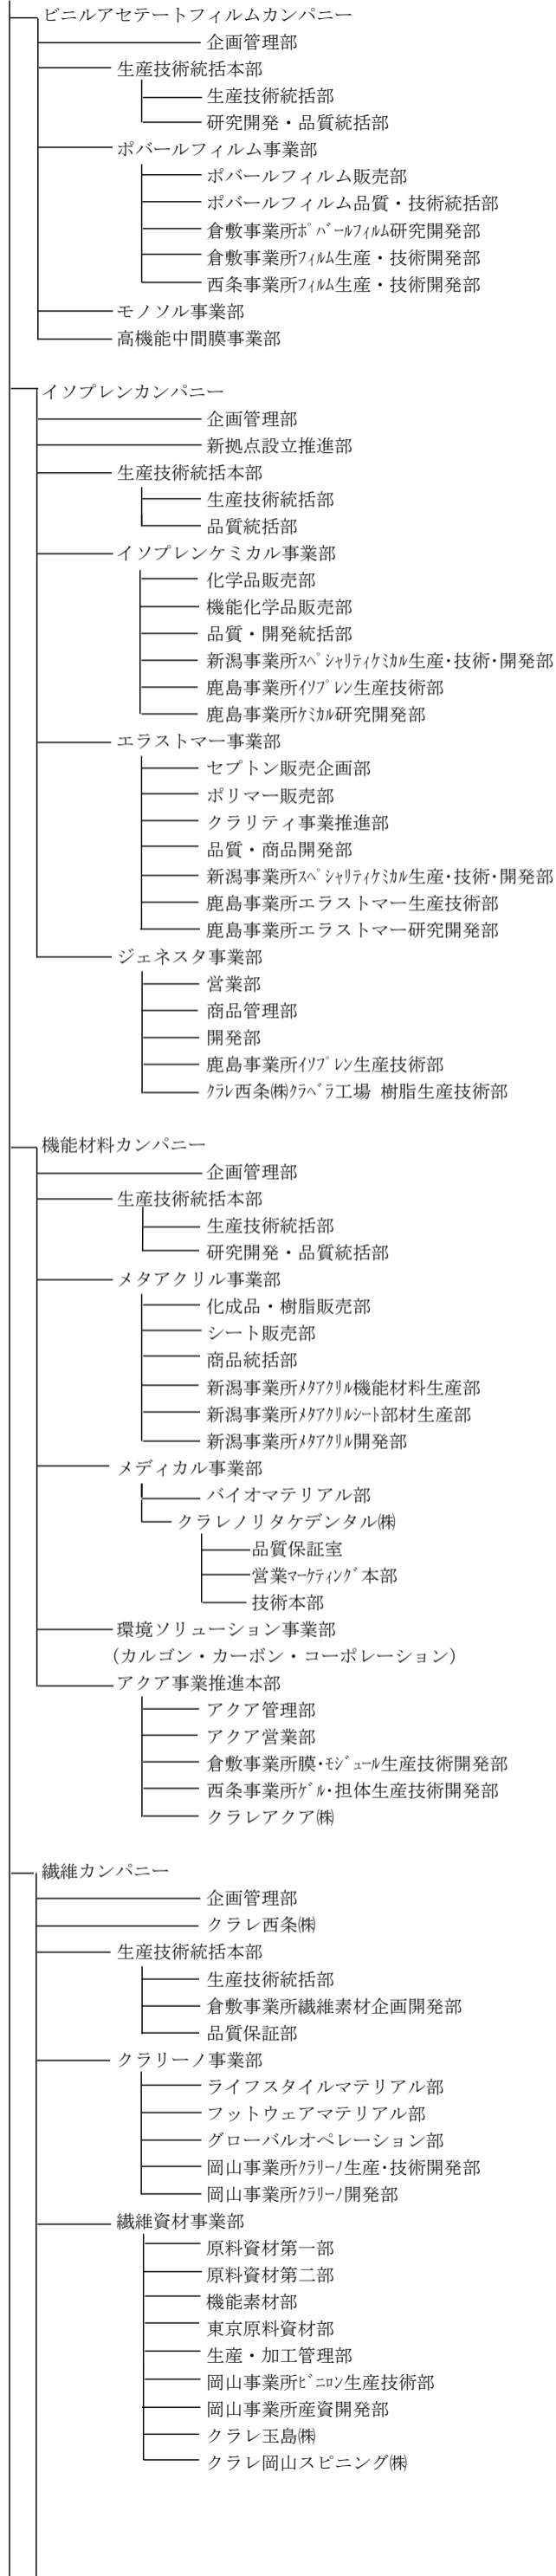 ビニルアセテートフィルムカンパニー
企画管理部
生産技術統括本部
生産技術統括部
研究開発・品質統括部
ポバールフィルム事業部
ポバールフィルム販売部
ポバールフィルム品質・技術統括部
倉敷事業所ﾎﾟﾊﾞｰﾙﾌｨﾙﾑ研究開発部
倉敷事業所ﾌｨﾙﾑ生産・技術開発部
西条事業所ﾌｨﾙﾑ生産・技術開発部
モノソル事業部
高機能中間膜事業部
イソプレンカンパニー
企画管理部
新拠点設立推進部
生産技術統括本部
生産技術統括部
品質統括部
イソプレンケミカル事業部
化学品販売部
機能化学品販売部
品質・開発統括部
新潟事業所ｽﾍﾟｼｬﾘﾃｨｹﾐｶﾙ生産・技術・開発部
鹿島事業所ｲｿﾌﾟﾚﾝ生産技術部
鹿島事業所ｹﾐｶﾙ研究開発部
エラストマー事業部
セプトン販売企画部
ポリマー販売部
クラリティ事業推進部
品質・商品開発部
新潟事業所ｽﾍﾟｼｬﾘﾃｨｹﾐｶﾙ生産・技術・開発部
鹿島事業所エラストマー生産技術部
鹿島事業所エラストマー研究開発部
ジェネスタ事業部
営業部
商品管理部
開発部
鹿島事業所ｲｿﾌﾟﾚﾝ生産技術部
ｸﾗﾚ西条㈱ｸﾗﾍﾞﾗ工場 樹脂生産技術部
機能材料カンパニー
企画管理部
生産技術統括本部
生産技術統括部
研究開発・品質統括部
メタアクリル事業部
化成品・樹脂販売部
シート販売部
商品統括部
新潟事業所ﾒﾀｱｸﾘﾙ機能材料生産部
新潟事業所ﾒﾀｱｸﾘﾙｼｰﾄ部材生産部
新潟事業所ﾒﾀｱｸﾘﾙ開発部
メディカル事業部
バイオマテリアル部
クラレノリタケデンタル㈱
品質保証室
営業ﾏｰｹﾃｨﾝｸﾞ本部
技術本部
環境ソリューション事業部
（カルゴン・カーボン・コーポレーション）
アクア事業推進本部
アクア管理部
アクア営業部
倉敷事業所膜・ﾓｼﾞｭｰﾙ生産技術開発部
西条事業所ｹﾞﾙ・担体生産技術開発部
クラレアクア㈱
繊維カンパニー
企画管理部
クラレ西条㈱
生産技術統括本部
生産技術統括部
倉敷事業所繊維素材企画開発部
品質保証部
クラリーノ事業部
ライフスタイルマテリアル部
フットウェアマテリアル部
グローバルオペレーション部
岡山事業所ｸﾗﾘｰﾉ生産・技術開発部
岡山事業所ｸﾗﾘｰﾉ開発部
繊維資材事業部
原料資材第一部
原料資材第二部
機能素材部
東京原料資材部
生産・加工管理部
岡山事業所ﾋﾞﾆﾛﾝ生産技術部
岡山事業所産資開発部
クラレ玉島㈱
クラレ岡山スピニング㈱